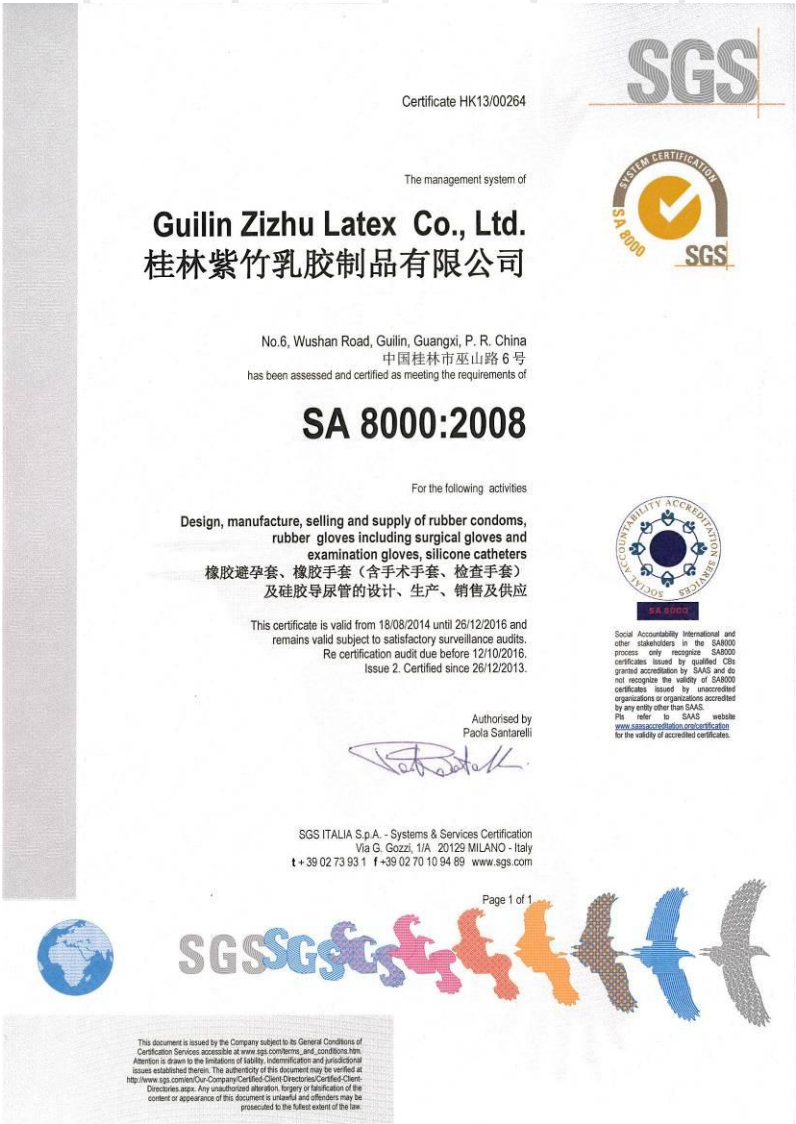 SGS
Certificate HK13/00264
SYSTEM CERTIFICATION
SA 8000
SGS
The management system of
Guilin Zizhu Latex Co., Ltd.
桂林紫竹乳胶制品有限公司
No.6, Wushan Road, Guilin, Guangxi, P. R. China
中国桂林市巫山路 6 号
has been assessed and certified as meeting the requirements of
SA 8000:2008
For the following activities
Design, manufacture, selling and supply of rubber condoms,
rubber gloves including surgical gloves and
examination gloves, silicone catheters
橡胶避孕套、橡胶手套（含手术手套、检查手套）
及硅胶导尿管的设计、生产、销售及供应
This certificate is valid from 18/08/2014 until 26/12/2016 and
remains valid subject to satisfactory surveillance audits.
Re certification audit due before 12/10/2016.
Issue 2. Certified since 26/12/2013.
SOCIAL ACCOUNTABILITY ACCREDITATION SERVICES
SA 8000
Social Accountability International and
other stakeholders in the SA8000
process only recognize SA8000
certificates issued by qualified CBs
granted accreditation by SAAS and do
not recognize the validity of SA8000
certificates issued by unaccredited
organizations or organizations accredited
by any entity other than SAAS.
Pls refer to SAAS website
www.saasaccreditation.org/certification
for the validity of accredited certificates.
Authorised by
Paola Santarelli
SGS ITALIA S.p.A. - Systems & Services Certification
Via G. Gozzi, 1/A 20129 MILANO - Italy
t + 39 02 73 93 1 f +39 02 70 10 94 89 www.sgs.com
Page 1 of 1
SGS SGS SGS
This document is issued by the Company subject to its General Conditions of
Certification Services accessible at www.sgs.com/terms_and_conditions.htm.
Attention is drawn to the limitations of liability, indemnification and jurisdictional
issues established therein. The authenticity of this document may be verified at
http://www.sgs.com/en/Our-Company/Certified-Client-Directories/Certified-Client-
Directories.aspx. Any unauthorized alteration, forgery or falsification of the
content or appearance of this document is unlawful and offenders may be
prosecuted to the fullest extent of the law.